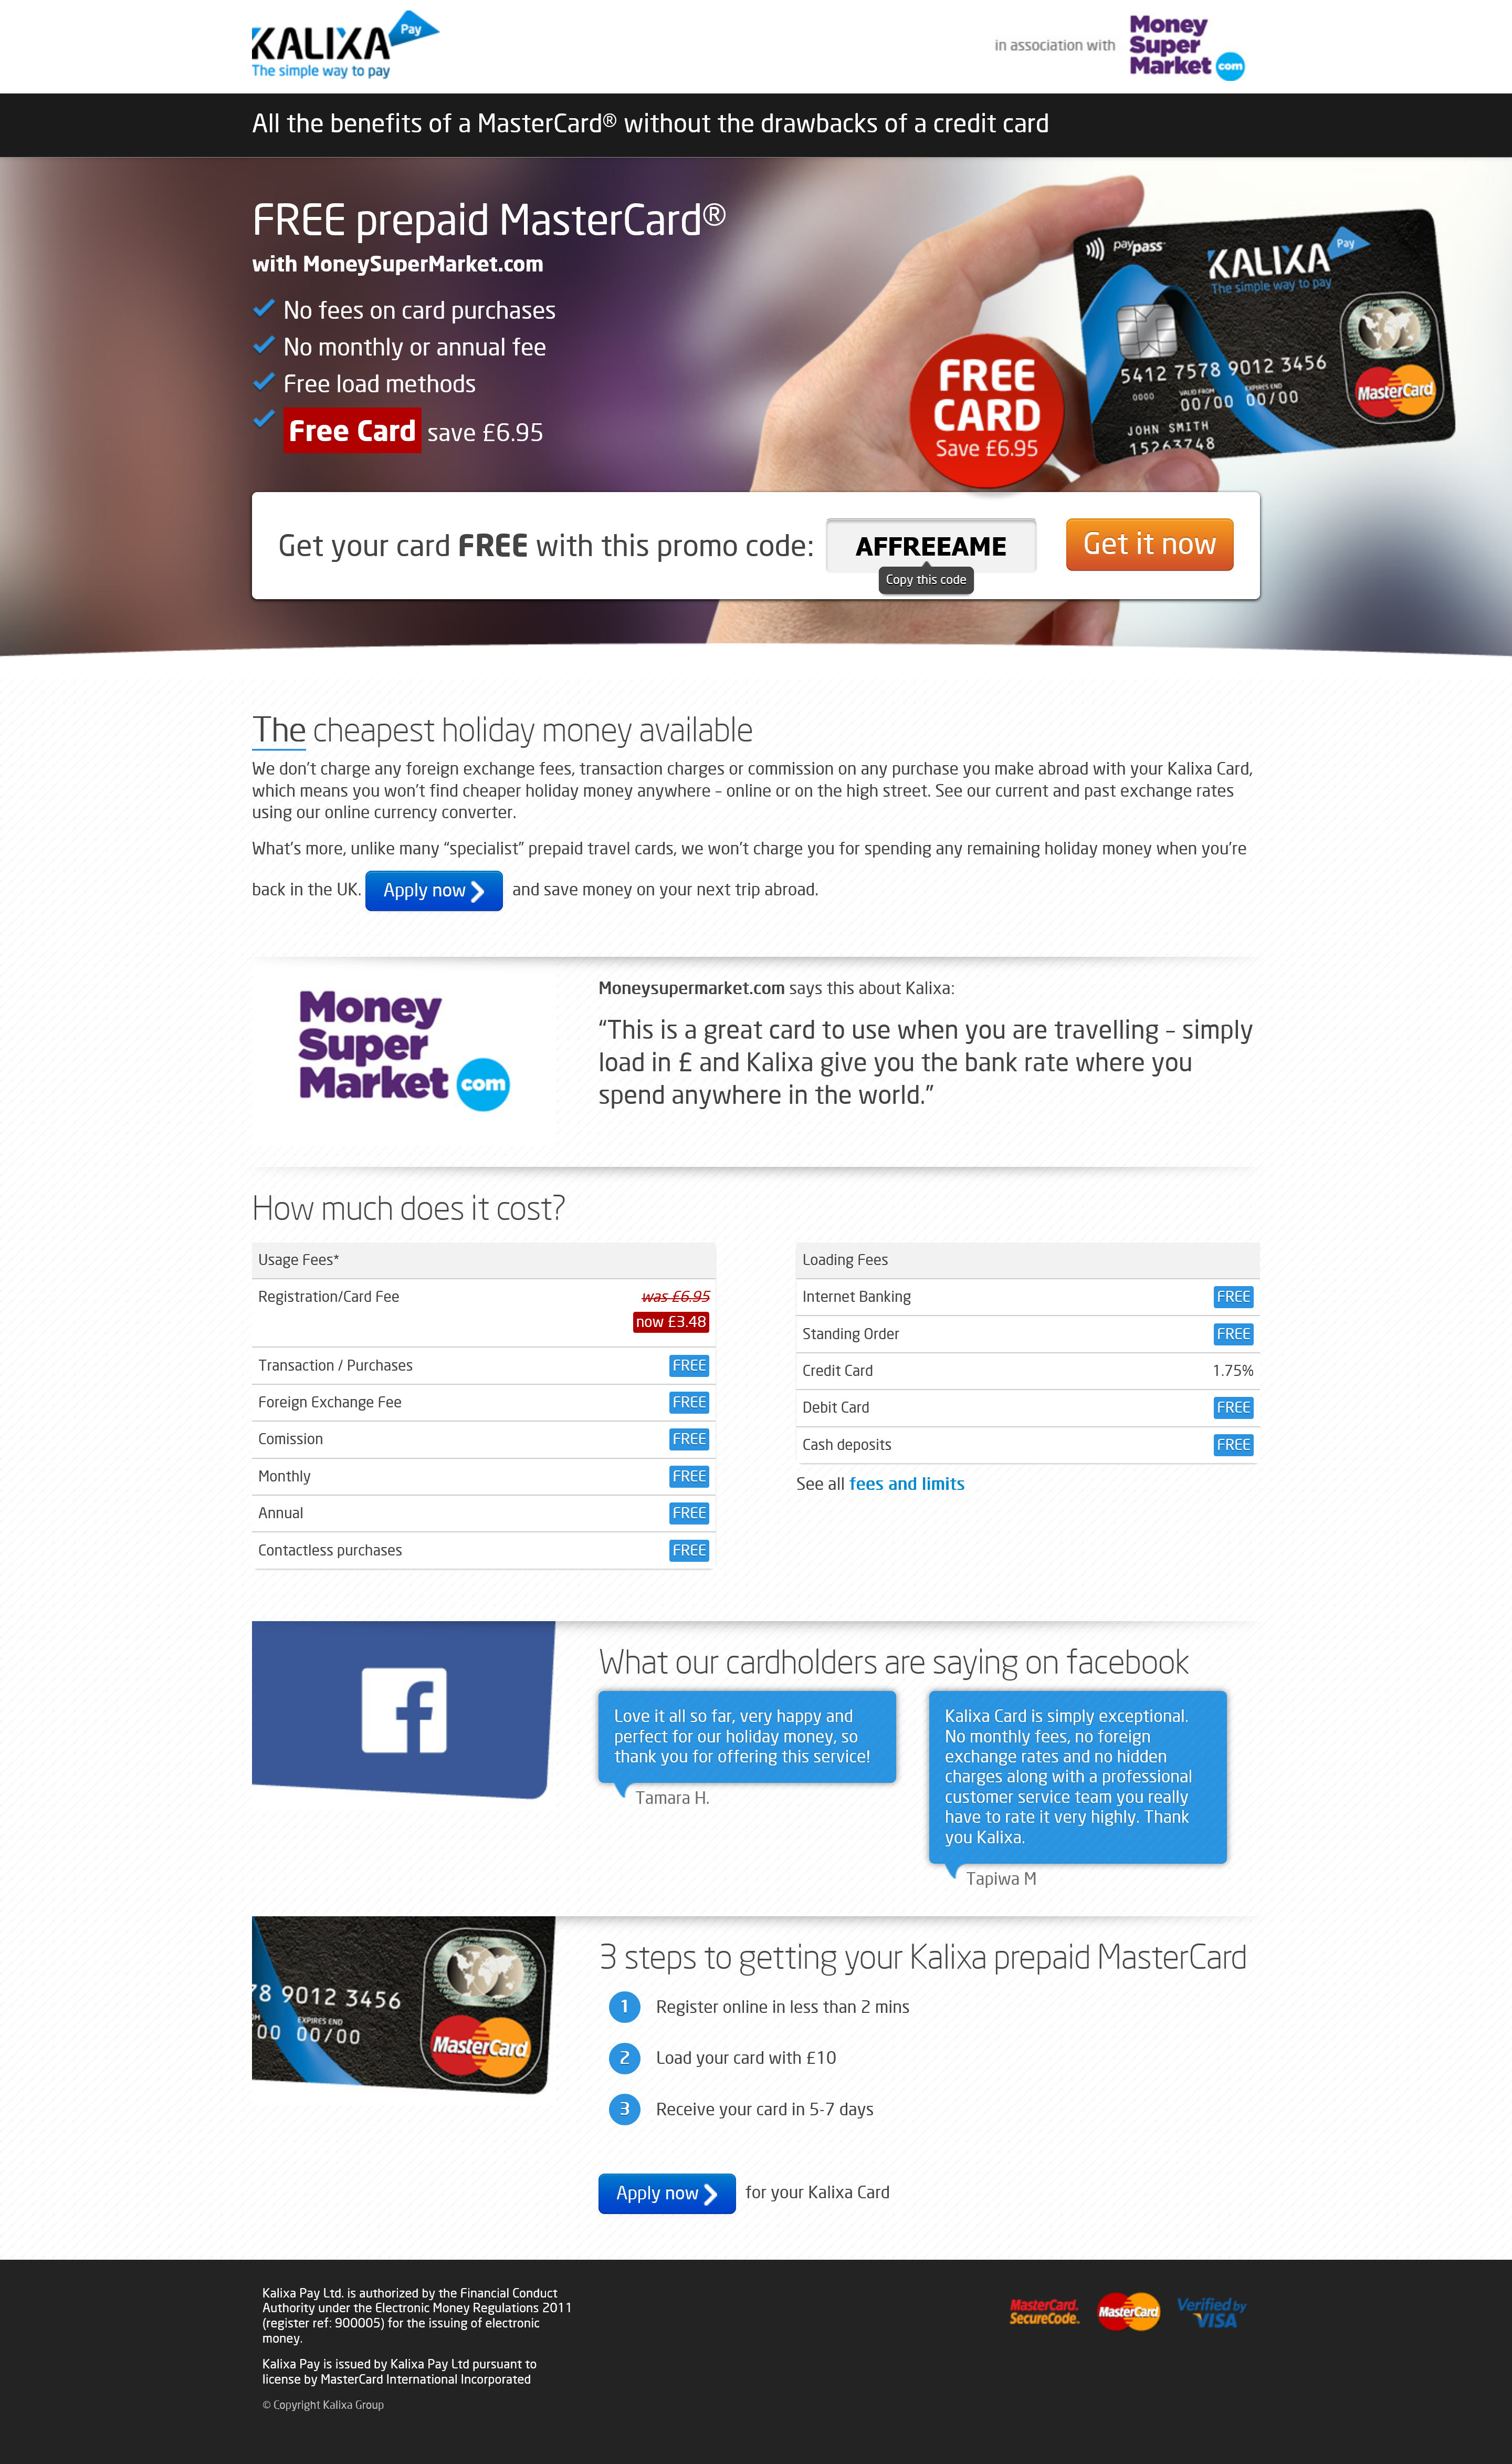 KALIXA Pay
The simple way to pay
in association with
Money
Super
Market com
All the benefits of a MasterCard® without the drawbacks of a credit card
FREE prepaid MasterCard®
with MoneySuperMarket.com
No fees on card purchases
No monthly or annual fee
Free load methods
Free Card save £6.95
FREE
CARD
Save £6.95
paypass
KALIXA Pay
The simple way to pay
5412 7578 9012 3456
0000 VALID FROM 00/00 EXPIRES END 00/00
JOHN SMITH
15263748
MasterCard
Get your card FREE with this promo code:
AFFREEAME
Copy this code
Get it now
The cheapest holiday money available
We don't charge any foreign exchange fees, transaction charges or commission on any purchase you make abroad with your Kalixa Card,
which means you won't find cheaper holiday money anywhere – online or on the high street. See our current and past exchange rates
using our online currency converter.
What's more, unlike many “specialist” prepaid travel cards, we won't charge you for spending any remaining holiday money when you're
back in the UK. Apply now and save money on your next trip abroad.
Money
Super
Market com
Moneysupermarket.com says this about Kalixa:
“This is a great card to use when you are travelling – simply
load in £ and Kalixa give you the bank rate where you
spend anywhere in the world.”
How much does it cost?
Usage Fees*
Registration/Card Fee was £6.95
now £3.48
Transaction / Purchases FREE
Foreign Exchange Fee FREE
Comission FREE
Monthly FREE
Annual FREE
Contactless purchases FREE
Loading Fees
Internet Banking FREE
Standing Order FREE
Credit Card 1.75%
Debit Card FREE
Cash deposits FREE
See all fees and limits
What our cardholders are saying on facebook
Love it all so far, very happy and
perfect for our holiday money, so
thank you for offering this service!
Tamara H.
Kalixa Card is simply exceptional.
No monthly fees, no foreign
exchange rates and no hidden
charges along with a professional
customer service team you really
have to rate it very highly. Thank
you Kalixa.
Tapiwa M
78 9012 3456
EXPIRES END
00 00/00
MasterCard
3 steps to getting your Kalixa prepaid MasterCard
1 Register online in less than 2 mins
2 Load your card with £10
3 Receive your card in 5-7 days
Apply now for your Kalixa Card
Kalixa Pay Ltd. is authorized by the Financial Conduct
Authority under the Electronic Money Regulations 2011
(register ref: 900005) for the issuing of electronic
money.
Kalixa Pay is issued by Kalixa Pay Ltd pursuant to
license by MasterCard International Incorporated
© Copyright Kalixa Group
MasterCard.
SecureCode.
MasterCard
Verified by
VISA